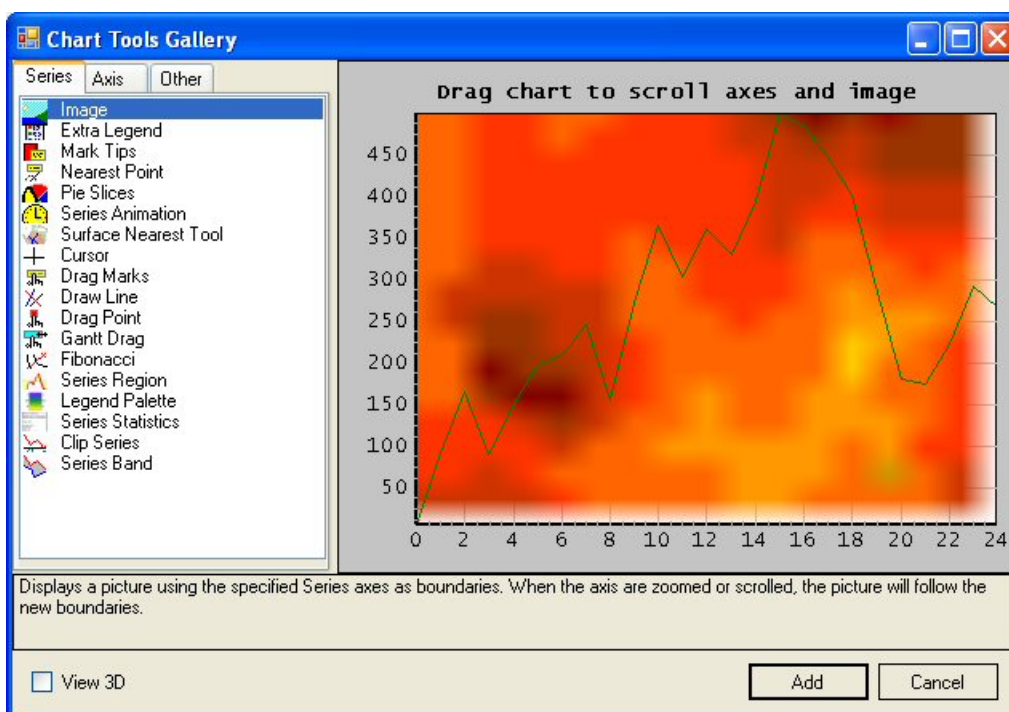 Chart Tools Gallery
Series Axis Other
Image
Extra Legend
Mark Tips
Nearest Point
Pie Slices
Series Animation
Surface Nearest Tool
Cursor
Drag Marks
Draw Line
Drag Point
Gantt Drag
Fibonacci
Series Region
Legend Palette
Series Statistics
Clip Series
Series Band
Drag chart to scroll axes and image
450
400
350
300
250
200
150
100
50
0 2 4 6 8 10 12 14 16 18 20 22 24
Displays a picture using the specified Series axes as boundaries. When the axis are zoomed or scrolled, the picture will follow the
new boundaries.
View 3D
Add
Cancel